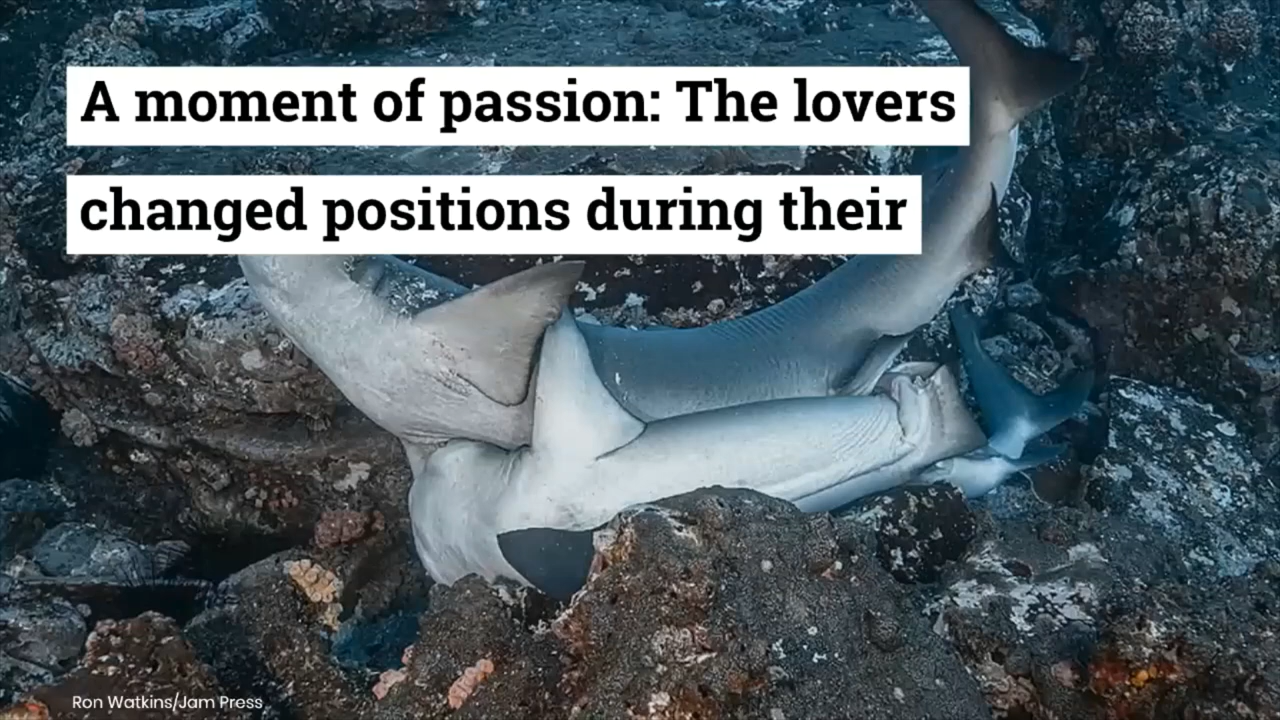 A moment of passion: The lovers
changed positions during their
Ron Watkins/Jam Press